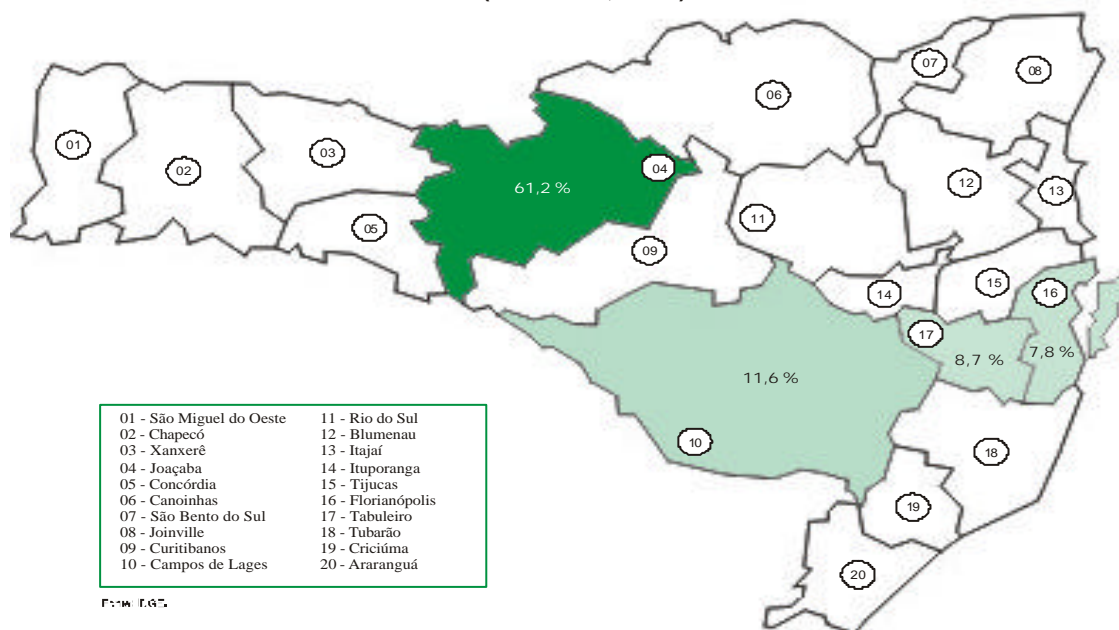 07
08
06
01
03
04
02
61,2 %
12
13
11
05
09
15
16
14
17
7,8 %
8,7 %
11,6 %
10
18
19
20
01 - São Miguel do Oeste
02 - Chapecó
03 - Xanxerê
04 - Joaçaba
05 - Concórdia
06 - Canoinhas
07 - São Bento do Sul
08 - Joinville
09 - Curitibanos
10 - Campos de Lages
11 - Rio do Sul
12 - Blumenau
13 - Itajaí
14 - Ituporanga
15 - Tijucas
16 - Florianópolis
17 - Tabuleiro
18 - Tubarão
19 - Criciúma
20 - Araranguá